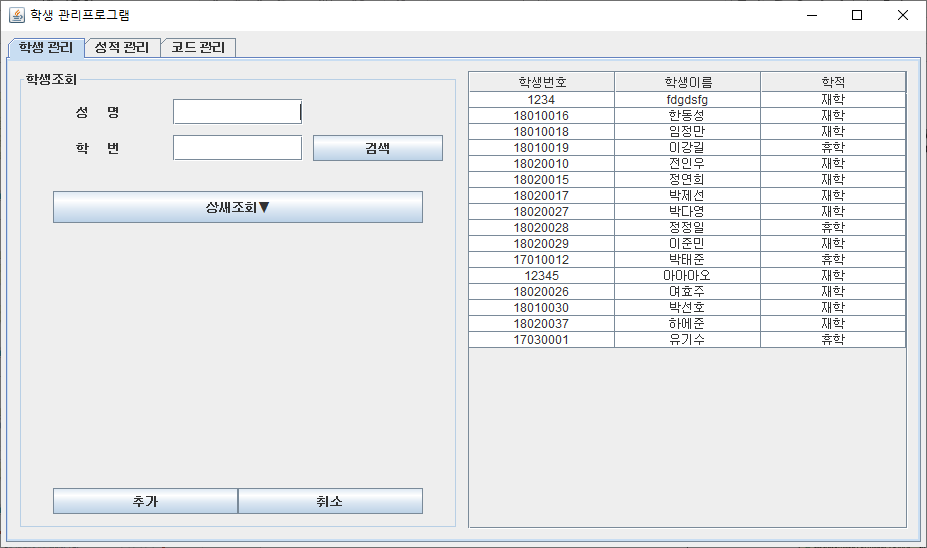 학생 관리프로그램
학생 관리 성적 관리 코드 관리
학생조회
성 명
학 번 검색
상새조회▼
추가 취소
학생번호 학생이름 학적
1234 fdgdsfg 재학
18010016 한동성 재학
18010018 임정만 재학
18010019 이강길 휴학
18020010 전인우 재학
18020015 정연희 재학
18020017 박제선 재학
18020027 박다영 재학
18020028 정정일 휴학
18020029 이준민 재학
17010012 박태준 휴학
12345 아아아오 재학
18020026 여효주 재학
18010030 박선호 재학
18020037 하에준 재학
17030001 유기수 휴학